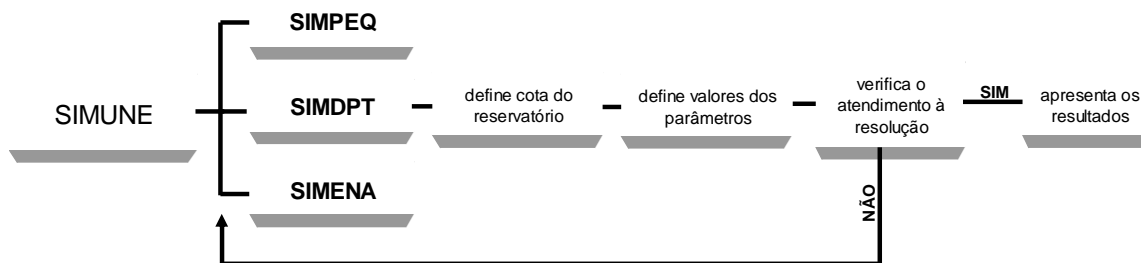 SIMUNE
SIMPEQ
SIMDPT
SIMENA
define cota do
reservatório
define valores dos
parâmetros
verifica o
atendimento à
resolução
SIM
apresenta os
resultados
NÃO